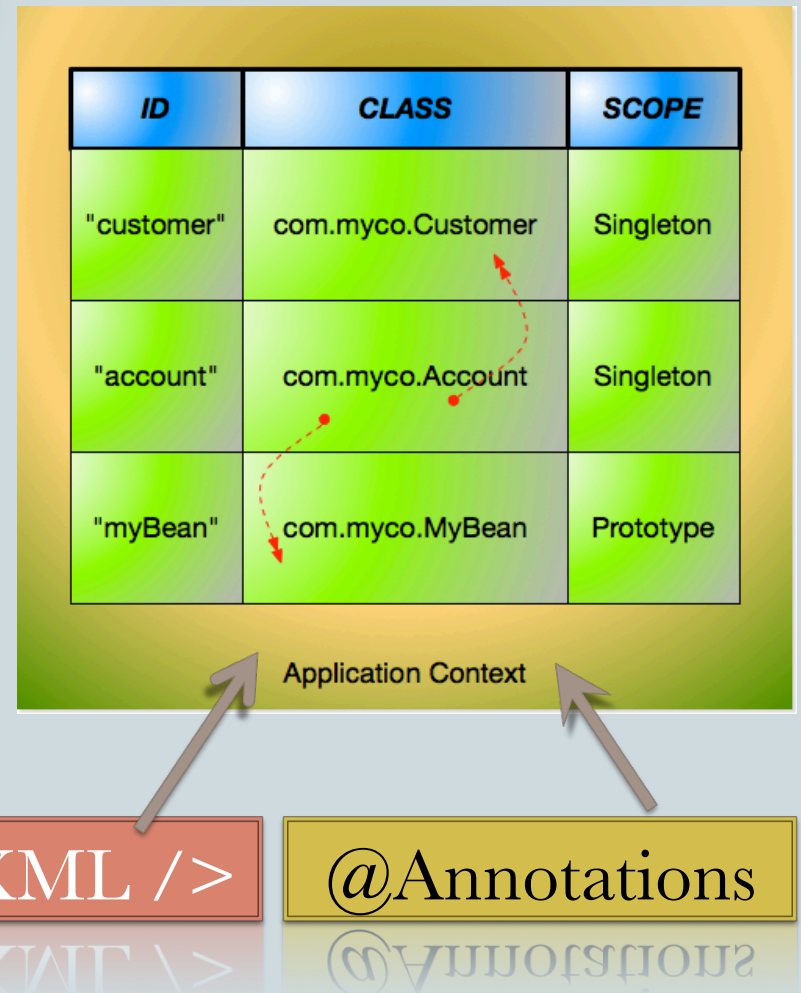 ID CLASS SCOPE
"customer" com.myco.Customer Singleton
"account" com.myco.Account Singleton
"myBean" com.myco.MyBean Prototype
Application Context
XML />
@Annotations